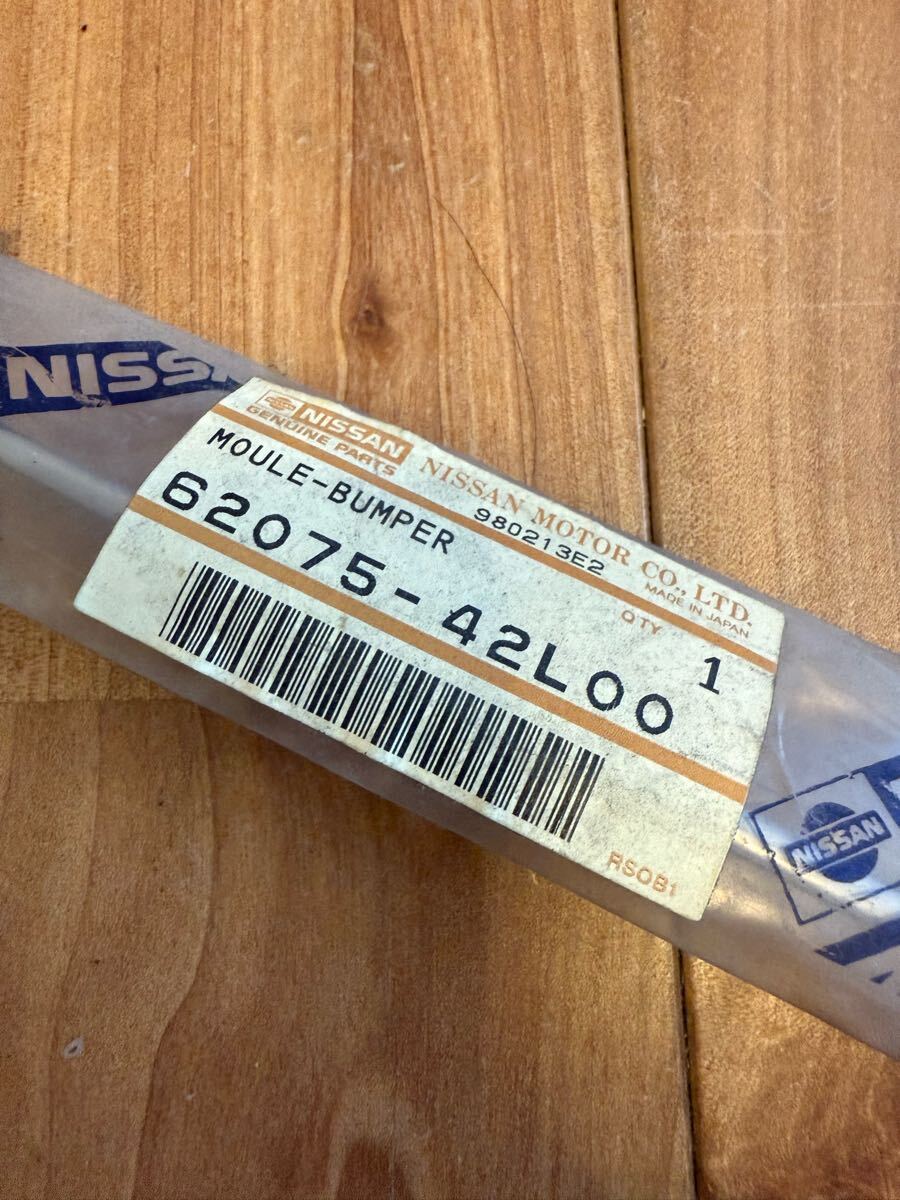 NISSA
NISSAN
GENUINE PARTS
NISSAN MOTOR CO., LTD.
MOULE-BUMPER
980213E2
MADE IN JAPAN
QTY
62075-42L00
1
RSOB1
NISSAN